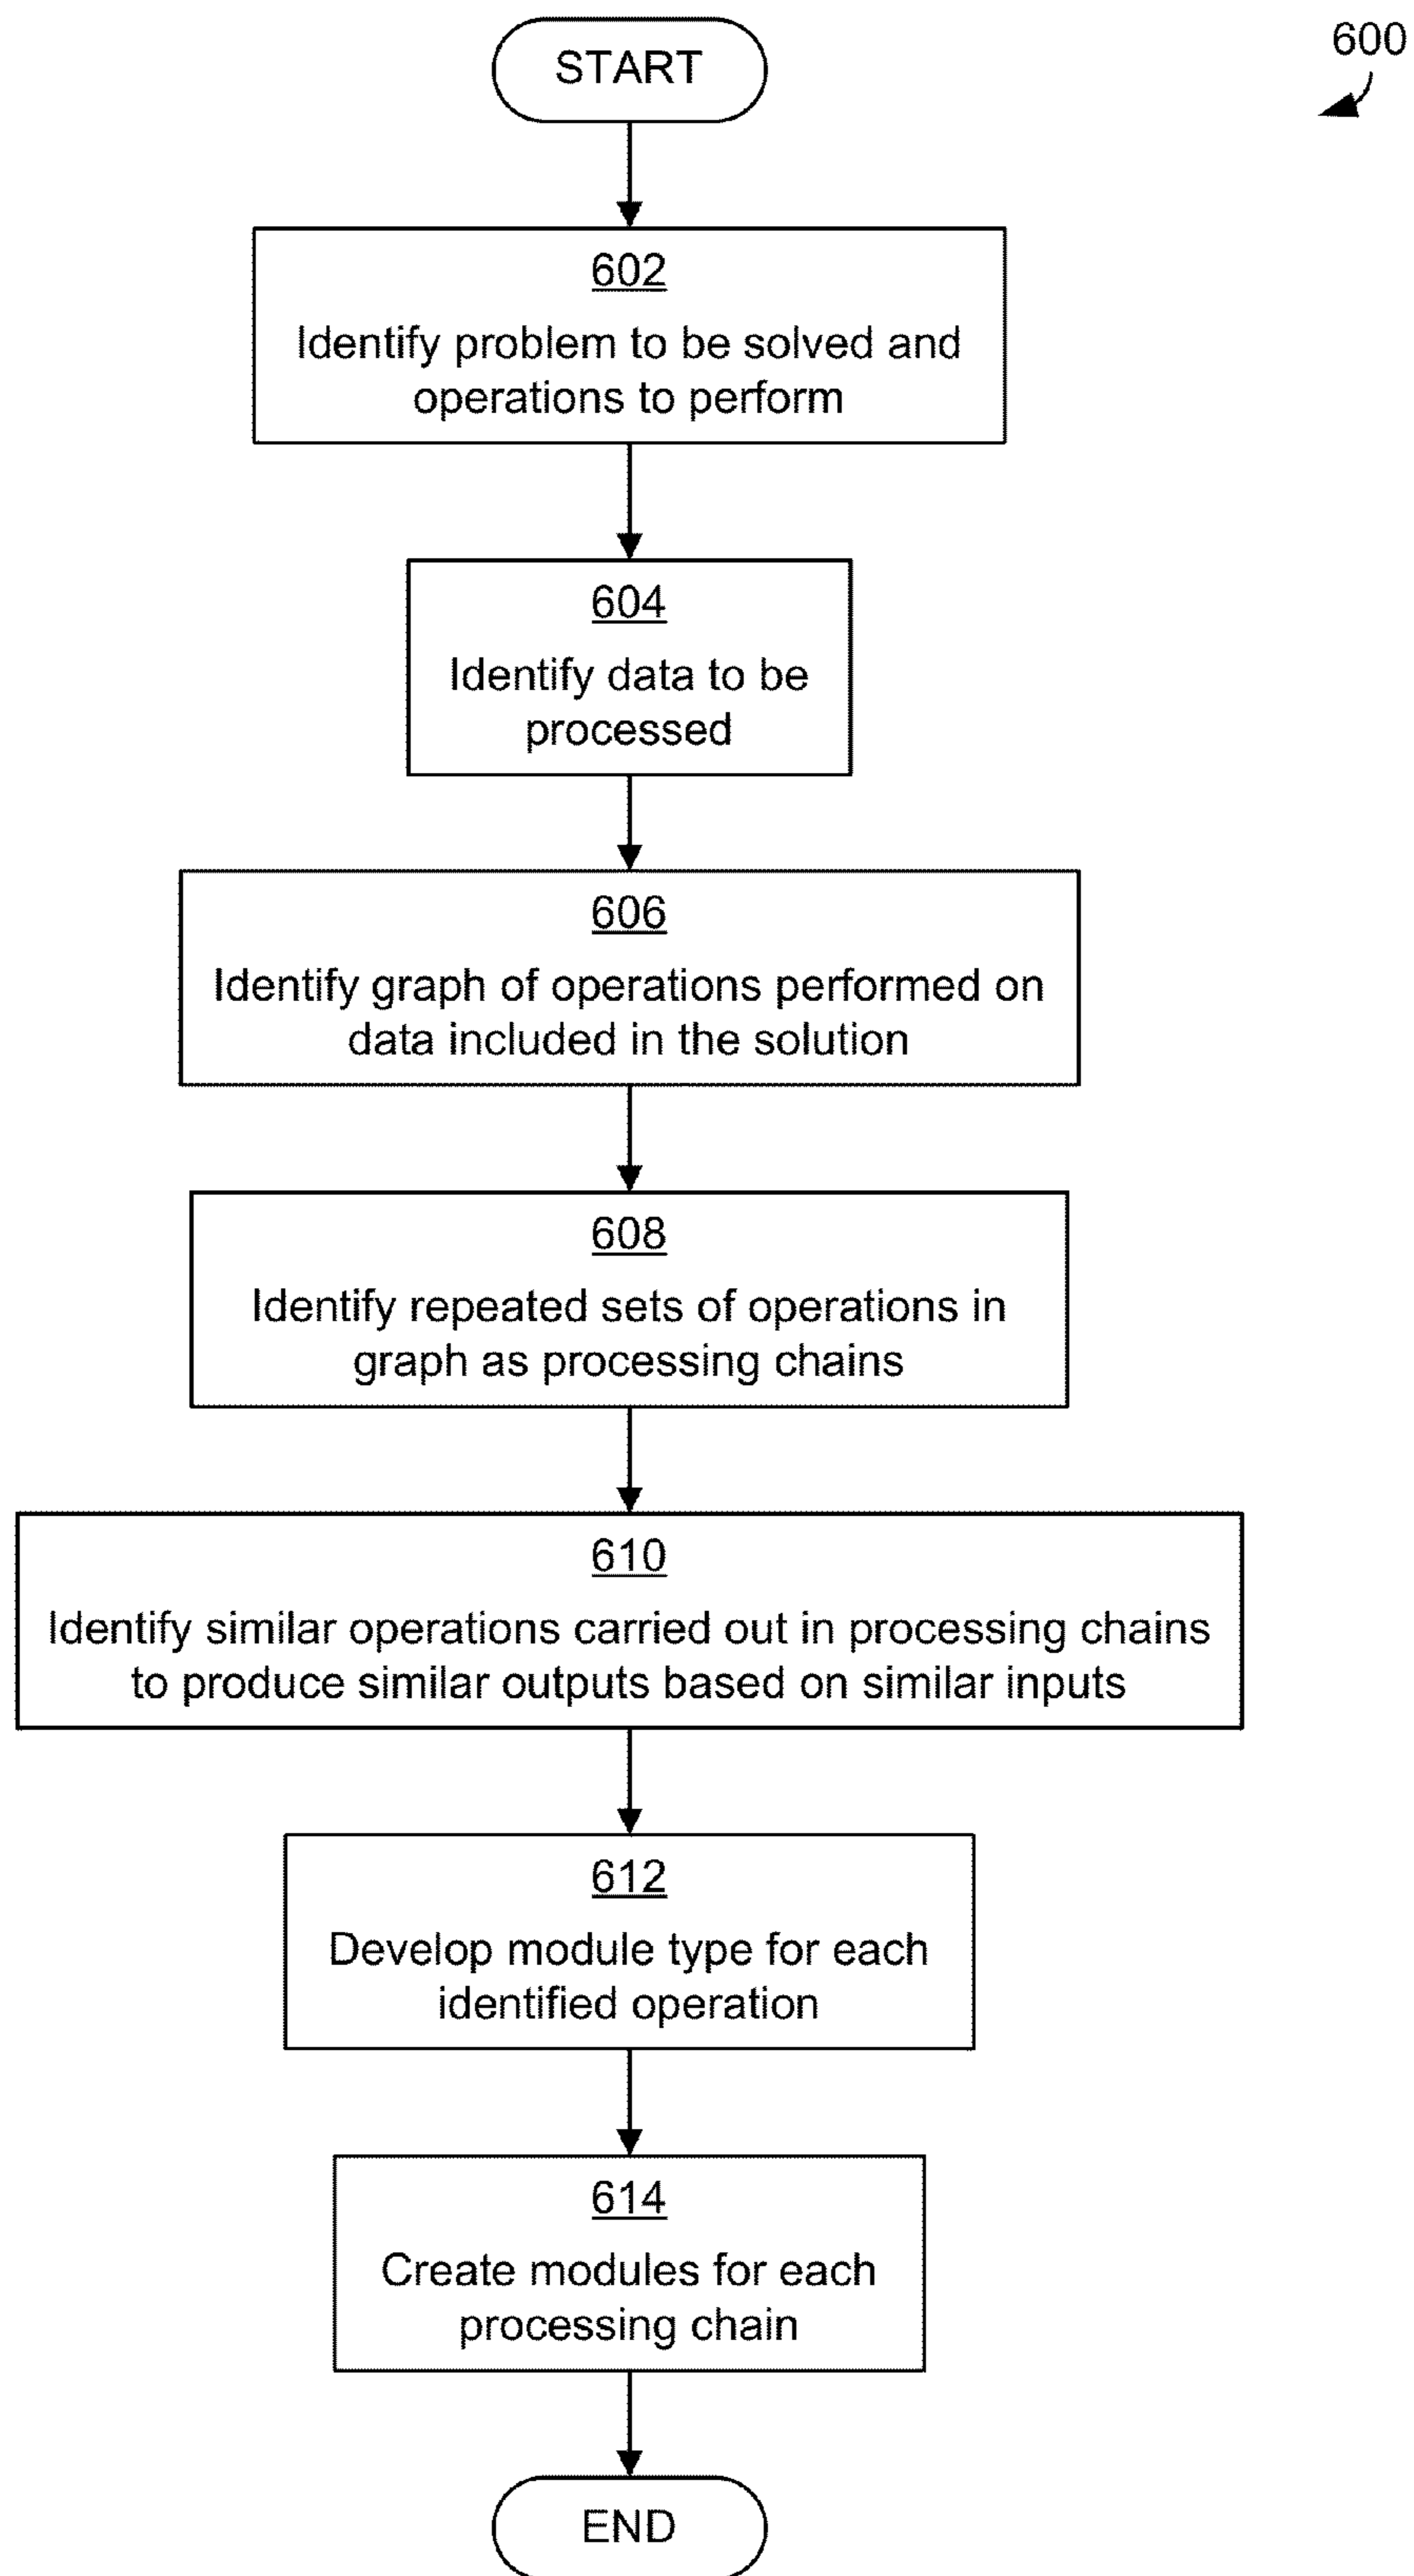 START
600
602
Identify problem to be solved and
operations to perform
604
Identify data to be
processed
606
Identify graph of operations performed on
data included in the solution
608
Identify repeated sets of operations in
graph as processing chains
610
Identify similar operations carried out in processing chains
to produce similar outputs based on similar inputs
612
Develop module type for each
identified operation
614
Create modules for each
processing chain
END